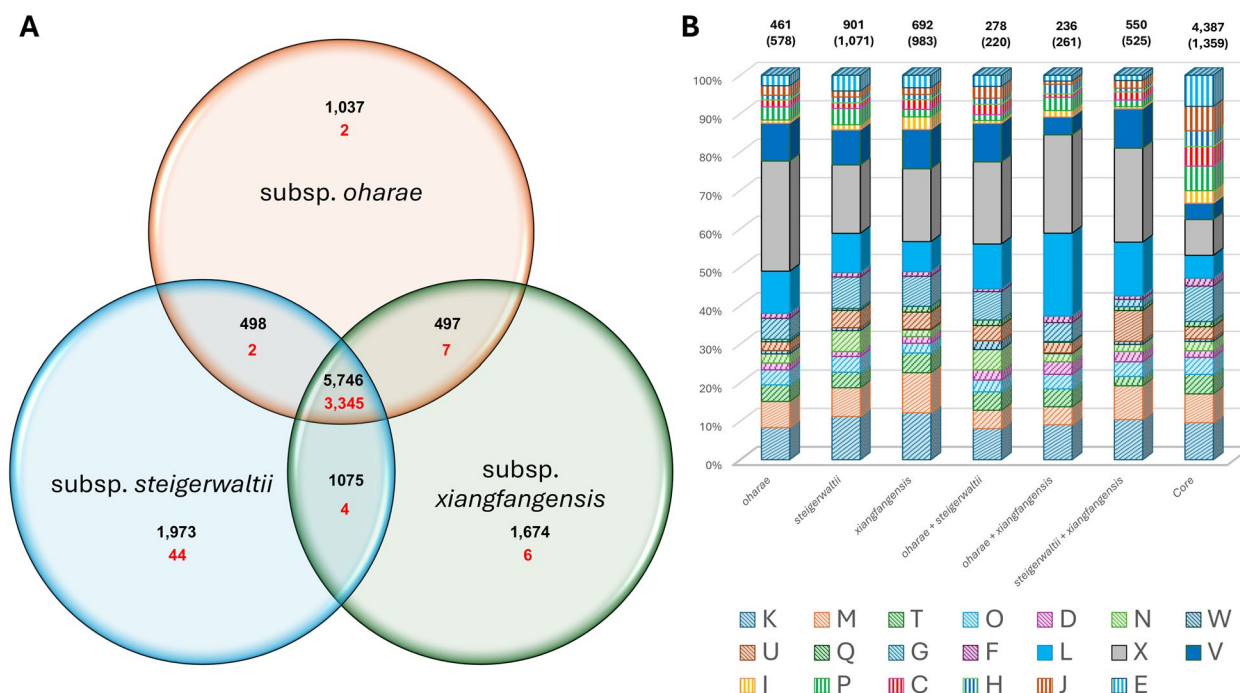 A
1,037
2
subsp. oharae
498
2
497
7
5,746
3,345
subsp. steigerwaltii
1,973
44
1075
4
subsp.
xiangfangensis
1,674
6
B
461 901 692 278 236 550 4,387
(578) (1,071) (983) (220) (261) (525) (1,359)
100%
90%
80%
70%
60%
50%
40%
30%
20%
10%
0%
oharae
steigerwaltii
xiangfangensis
oharae + steigerwaltii
oharae + xiangfangensis
steigerwaltii + xiangfangensis
Core
K M T O D N W
U Q G F L X V
I P C H J E